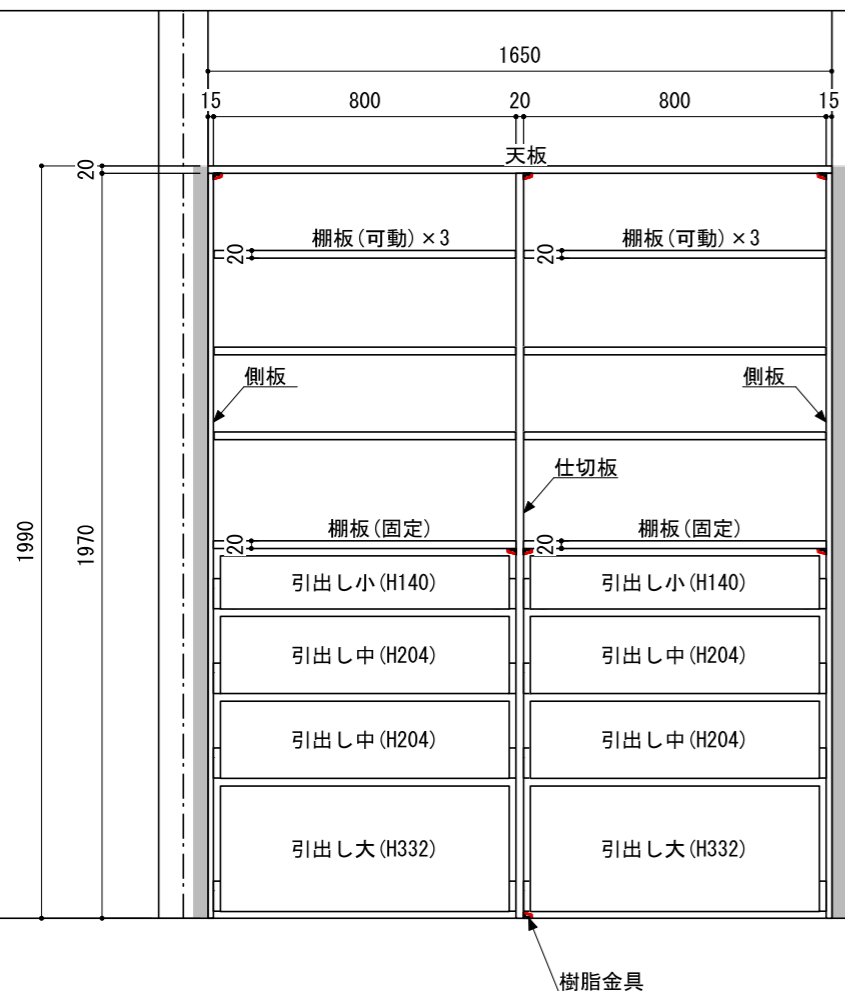 1650
15 800 20 800 15
天板
20
棚板(可動)×3 棚板(可動)×3
20 20
側板 側板
仕切板
1990 1970
棚板(固定) 棚板(固定)
20 20
引出し小(H140) 引出し小(H140)
引出し中(H204) 引出し中(H204)
引出し中(H204) 引出し中(H204)
引出し大(H332) 引出し大(H332)
樹脂金具